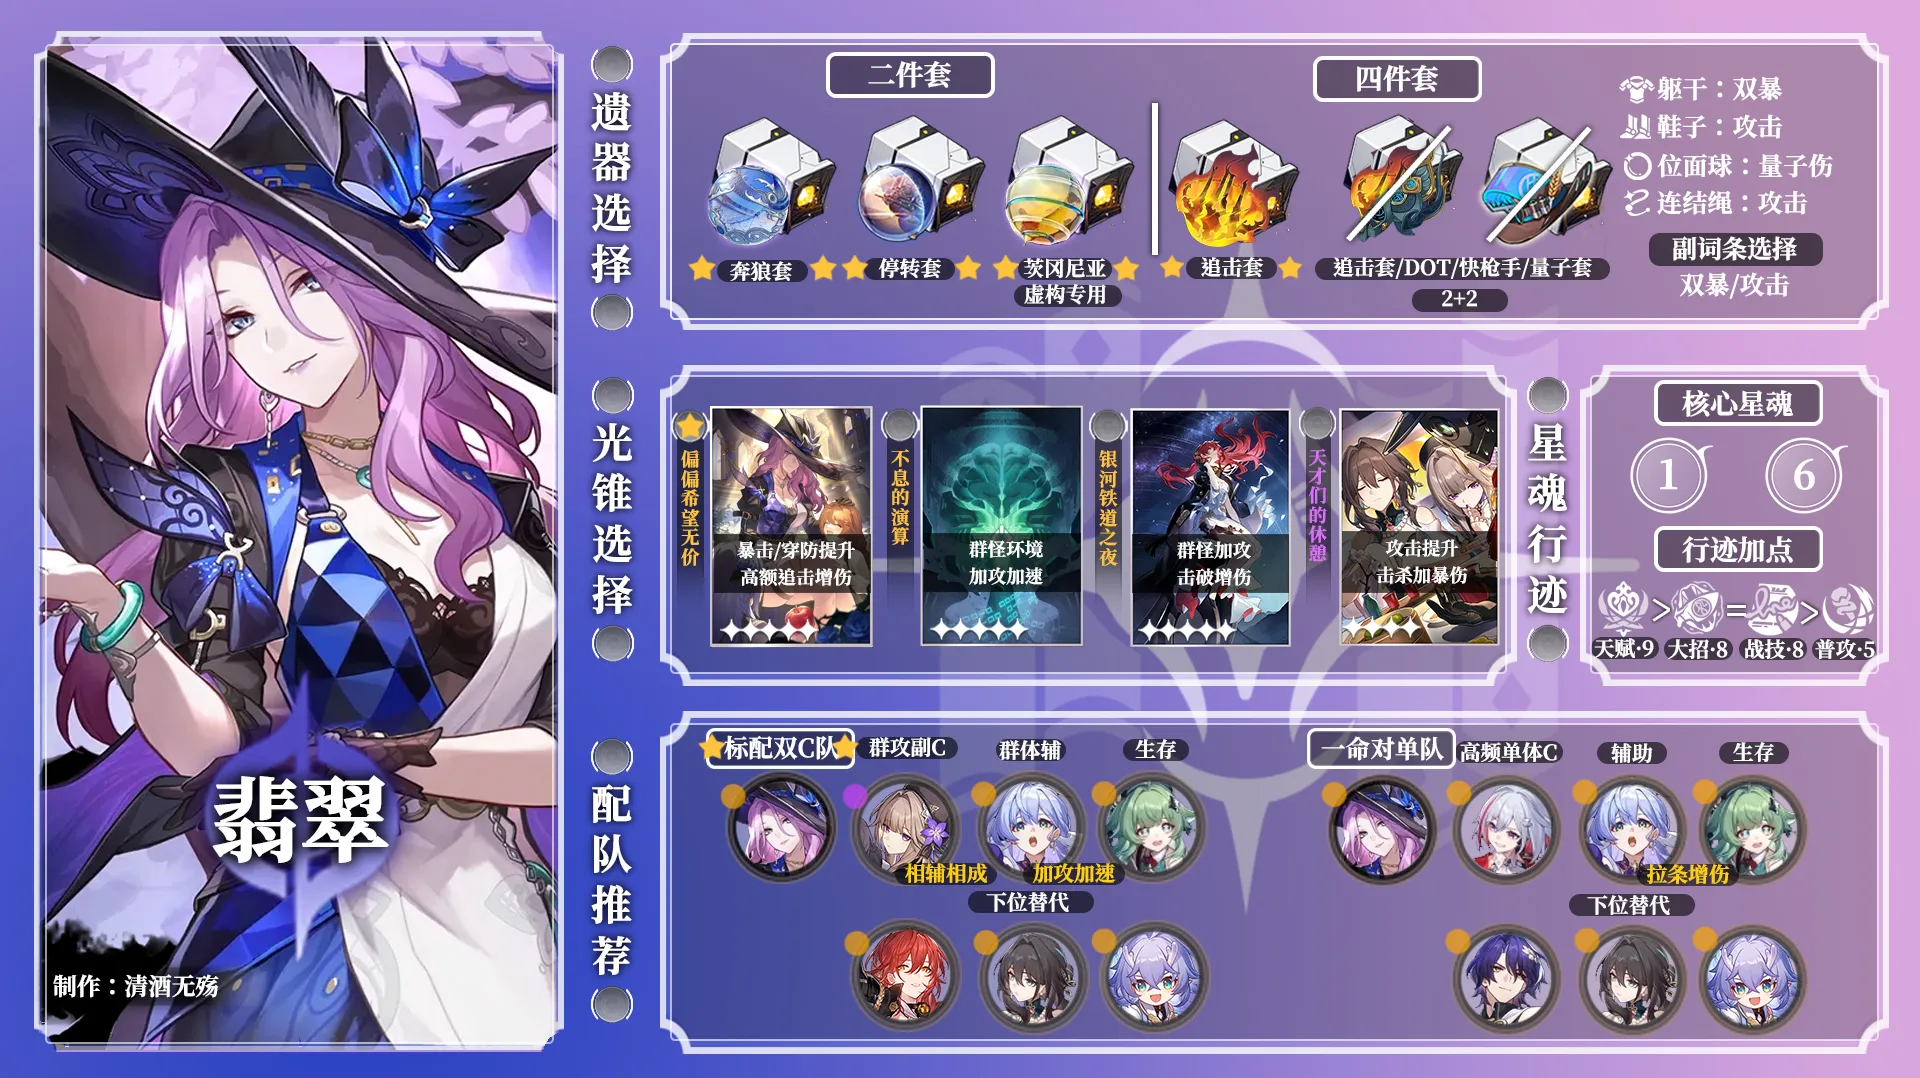 翡翠
制作：清酒无殇
遗器选择
二件套
奔狼套
停转套
茨冈尼亚
虚构专用
四件套
追击套
追击套/DOT/快枪手/量子套
2+2
躯干：双暴
鞋子：攻击
位面球：量子伤
连结绳：攻击
副词条选择
双暴/攻击
光锥选择
偏偏希望无价
暴击/穿防提升
高额追击增伤
不息的演算
群怪环境
加攻加速
银河铁道之夜
群怪加攻
击破增伤
天才们的休憩
攻击提升
击杀加暴伤
星魂行迹
核心星魂
1
6
行迹加点
>
=
>
天赋·9
大招·8
战技·8
普攻·5
配队推荐
标配双C队
群攻副C
群体辅
生存
相辅相成
加攻加速
下位替代
一命对单队
高频单体C
辅助
生存
拉条增伤
下位替代